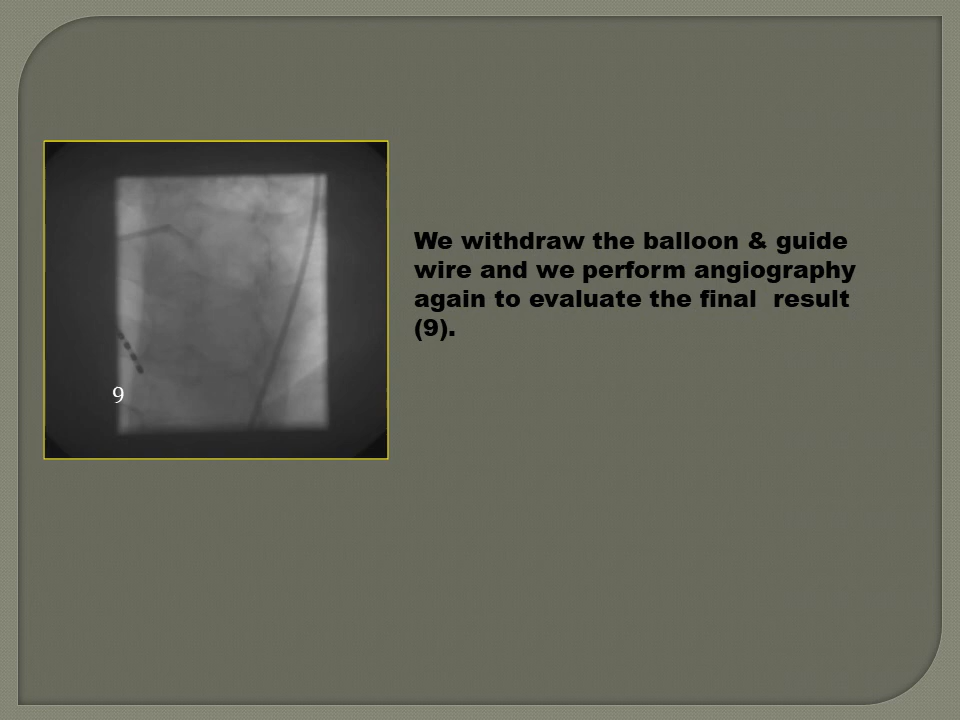 We withdraw the balloon & guide
wire and we perform angiography
again to evaluate the final  result
(9).
9